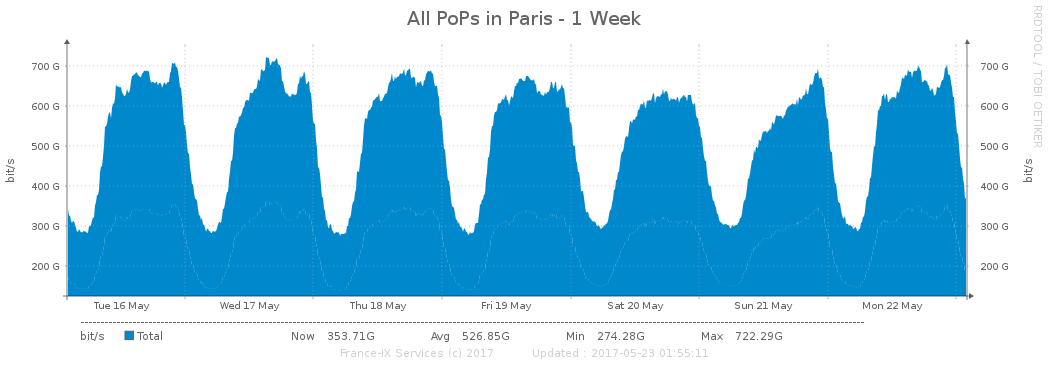 All PoPs in Paris - 1 Week
RRDTOOL / TOBI OETIKER
700 G 700 G
600 G 600 G
500 G 500 G
400 G 400 G
300 G 300 G
200 G 200 G
bit/s bit/s
Tue 16 May Wed 17 May Thu 18 May Fri 19 May Sat 20 May Sun 21 May Mon 22 May
bit/s Total Now 353.71G Avg 526.85G Min 274.28G Max 722.29G
France-IX Services (c) 2017 Updated : 2017-05-23 01:55:11